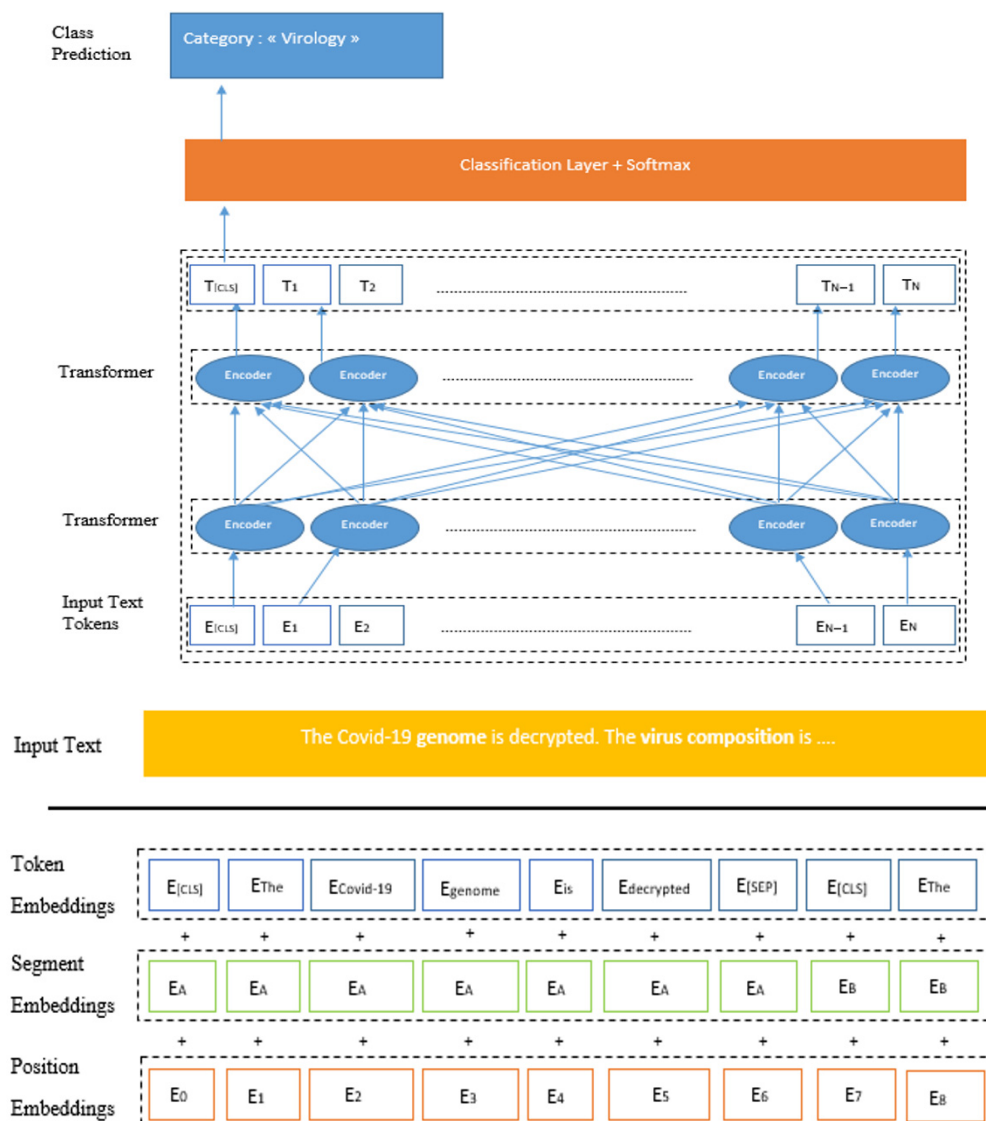 Class
Prediction
Category : « Virology »
Classification Layer + Softmax
T[CLS] T1 T2 ........................................ TN−1 TN
Transformer
Encoder Encoder ........................................ Encoder Encoder
Transformer
Encoder Encoder ........................................ Encoder Encoder
Input Text
Tokens
E[CLS] E1 E2 ........................................ EN−1 EN
Input Text
The Covid-19 genome is decrypted. The virus composition is ....
Token
Embeddings
E[CLS] EThe ECovid-19 Egenome Eis Edecrypted E[SEP] E[CLS] EThe
+ + + + + + + + +
Segment
Embeddings
EA EA EA EA EA EA EA EB EB
+ + + + + + + + +
Position
Embeddings
E0 E1 E2 E3 E4 E5 E6 E7 E8